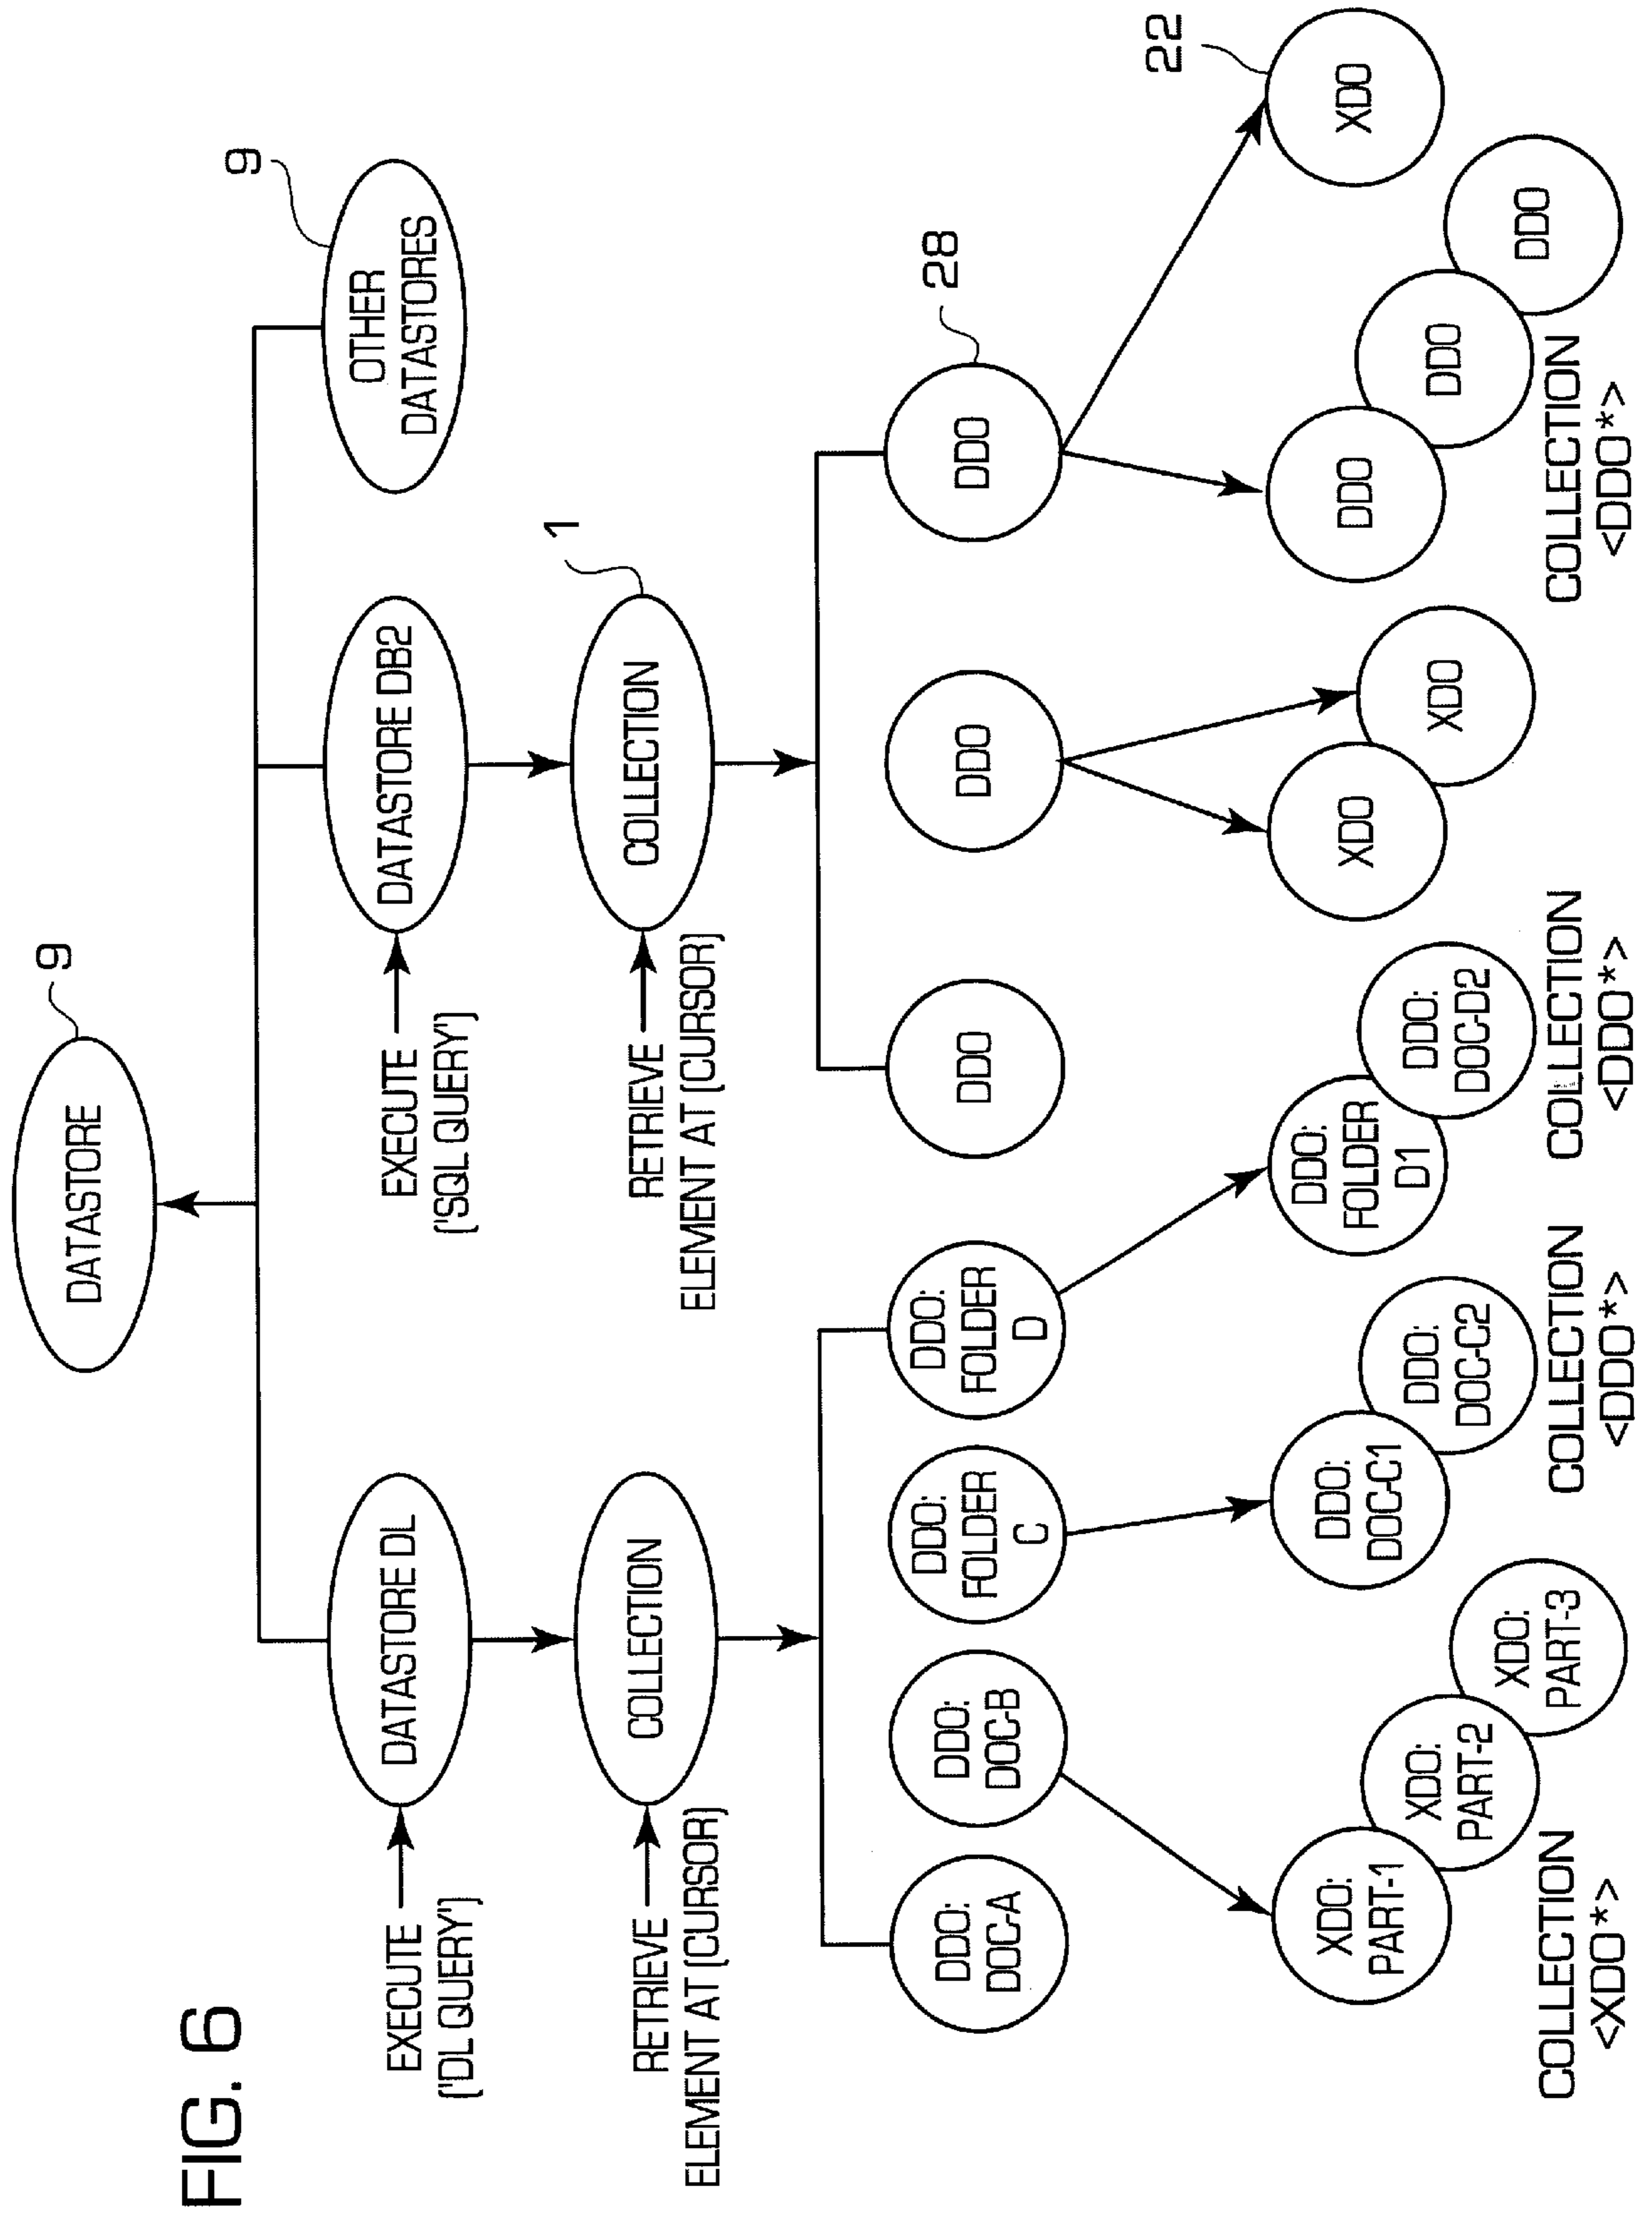 FIG. 6
DATASTORE
9
DATASTORE DL
DATASTORE DB2
OTHER
DATASTORES
9
EXECUTE
('DL QUERY')
EXECUTE
('SQL QUERY')
COLLECTION
COLLECTION
1
RETRIEVE
ELEMENT AT (CURSOR)
RETRIEVE
ELEMENT AT (CURSOR)
DDO:
DOC-A
DDO:
DOC-B
DDO:
FOLDER
C
DDO:
FOLDER
D
DDO
DDO
DDO
28
XDO:
PART-1
XDO:
PART-2
XDO:
PART-3
DDO:
DOC-C1
DDO:
DOC-C2
DDO:
FOLDER
D1
DDO:
DOC-D2
XDO
XDO
DDO
DDO
DDO
XDO
22
COLLECTION
<XDO*>
COLLECTION
<DDO*>
COLLECTION
<DDO*>
COLLECTION
<DDO*>